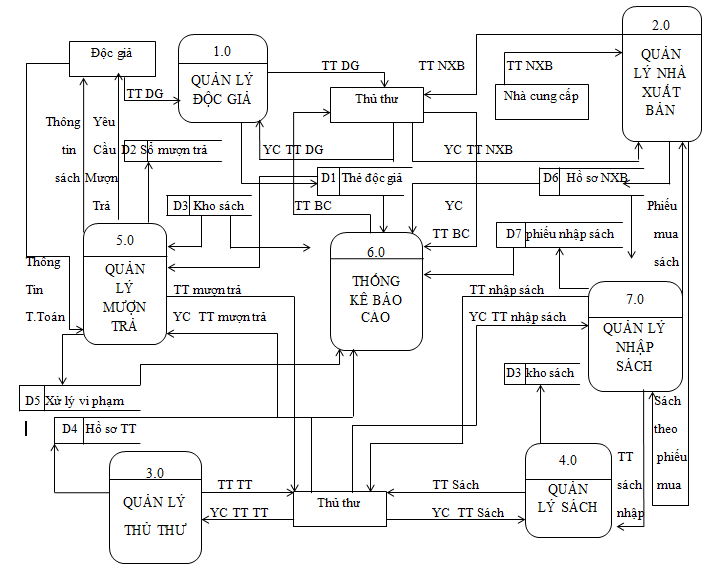 Độc giả
1.0
QUẢN LÝ
ĐỘC GIẢ
2.0
QUẢN
LÝ NHÀ
XUẤT
BẢN
TT DG
TT DG
TT NXB
TT NXB
Thủ thư
Nhà cung cấp
Thông
tin
sách
Yêu
Cầu
Mượn
Trả
D2 Sổ mượn trả
YC TT DG
YC TT NXB
D1 Thẻ độc giả
D6 Hồ sơ NXB
D3 Kho sách
TT BC
YC
TT BC
D7 phiếu nhập sách
Phiếu
mua
sách
5.0
QUẢN
LÝ
MƯỢN
TRẢ
6.0
THỐNG
KÊ BÁO
CAO
7.0
QUẢN LÝ
NHẬP
SÁCH
Thông
Tin
T.Toán
TT mượn trả
YC TT mượn trả
TT nhập sách
YC TT nhập sách
D5 Xử lý vi phạm
D3 kho sách
D4 Hồ sơ TT
Sách
theo
phiếu
mua
TT
sách
nhập
3.0
QUẢN LÝ
THỦ THƯ
TT TT
YC TT TT
Thủ thư
TT Sách
YC TT Sách
4.0
QUẢN
LÝ SÁCH